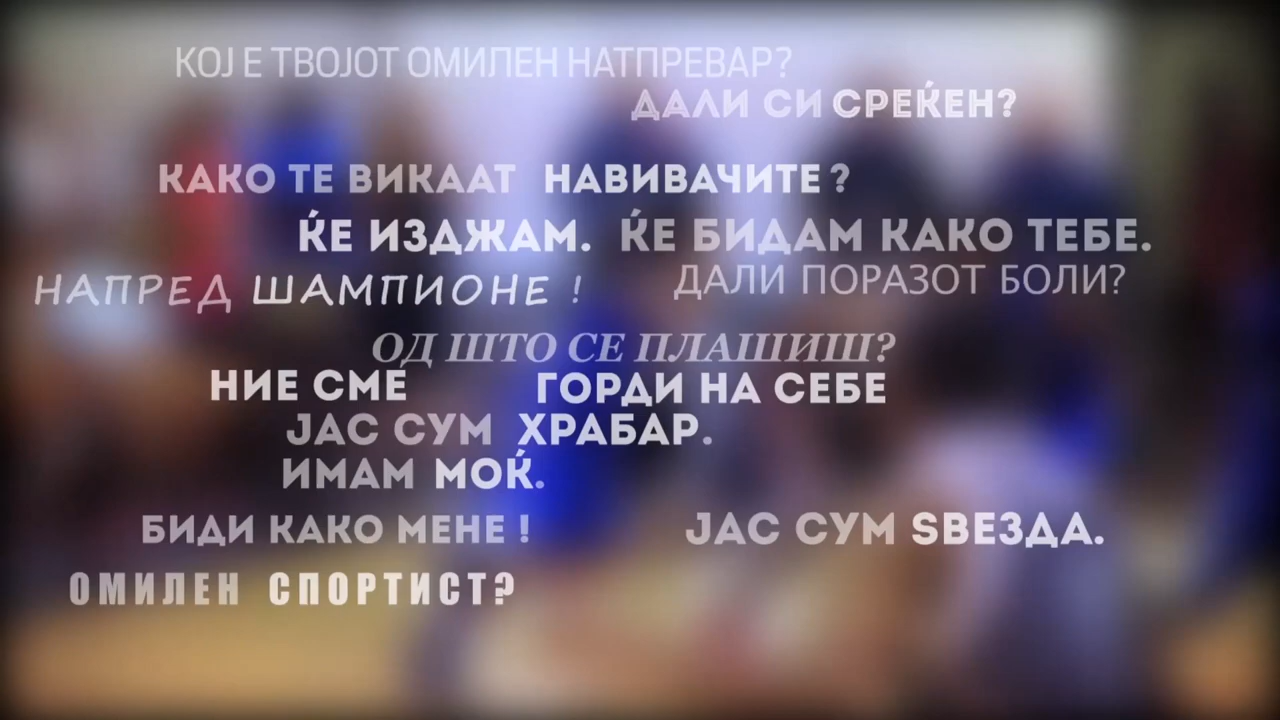 КОЈ Е ТВОЈОТ ОМИЛЕН НАТПРЕВАР?
ДАЛИ СИ СРЕЌЕН?
КАКО ТЕ ВИКААТ НАВИВАЧИТЕ ?
ЌЕ ИЗДЖАМ. ЌЕ БИДАМ КАКО ТЕБЕ.
НАПРЕД ШАМПИОНЕ !
ДАЛИ ПОРАЗОТ БОЛИ?
ОД ШТО СЕ ПЛАШИШ?
НИЕ СМЕ ГОРДИ НА СЕБЕ
ЈАС СУМ ХРАБАР.
ИМАМ МОЌ.
БИДИ КАКО МЕНЕ !
ЈАС СУМ ЅВЕЗДА.
ОМИЛЕН СПОРТИСТ?